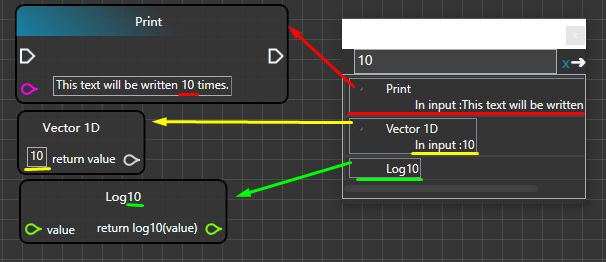 Print
This text will be written 10 times.
Vector 1D
10 return value
Log10
value return log10(value)
10
x
Print
In input :This text will be written
Vector 1D
In input :10
Log10